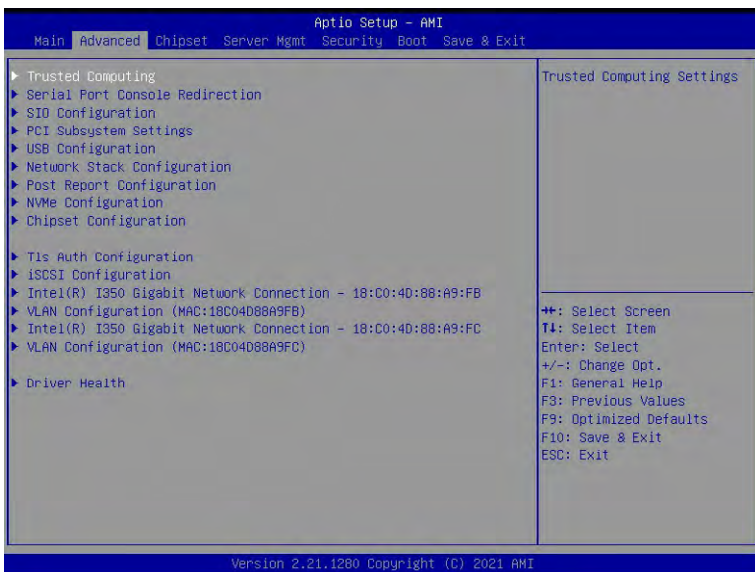 Aptio Setup - AMI
Main Advanced Chipset Server Mgmt Security Boot Save & Exit
Trusted Computing
Serial Port Console Redirection
SIO Configuration
PCI Subsystem Settings
USB Configuration
Network Stack Configuration
Post Report Configuration
NVMe Configuration
Chipset Configuration
Tls Auth Configuration
iSCSI Configuration
Intel(R) I350 Gigabit Network Connection - 18:C0:4D:88:A9:FB
VLAN Configuration (MAC:18C04D88A9FB)
Intel(R) I350 Gigabit Network Connection - 18:C0:4D:88:A9:FC
VLAN Configuration (MAC:18C04D88A9FC)
Driver Health
Trusted Computing Settings
→←: Select Screen
↑↓: Select Item
Enter: Select
+/-: Change Opt.
F1: General Help
F3: Previous Values
F9: Optimized Defaults
F10: Save & Exit
ESC: Exit
Version 2.21.1280 Copyright (C) 2021 AMI